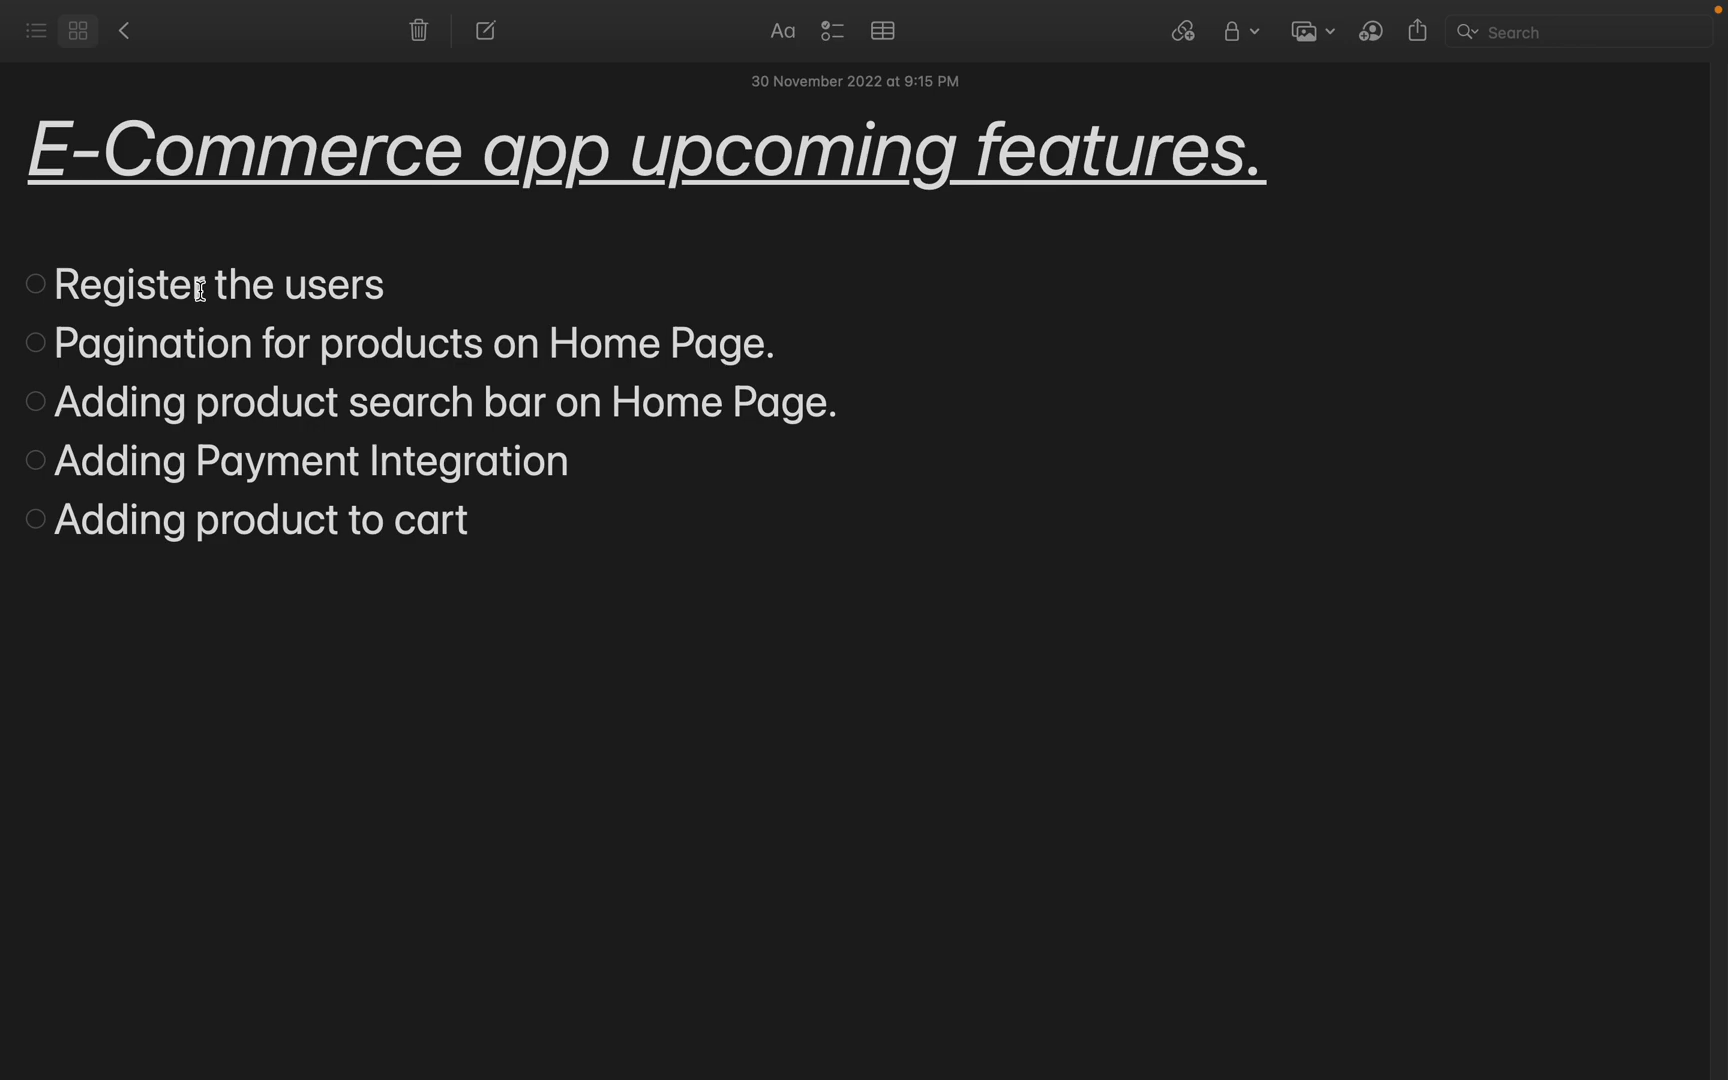 Aa
Search
30 November 2022 at 9:15 PM
E-Commerce app upcoming features.
Register the users
Pagination for products on Home Page.
Adding product search bar on Home Page.
Adding Payment Integration
Adding product to cart